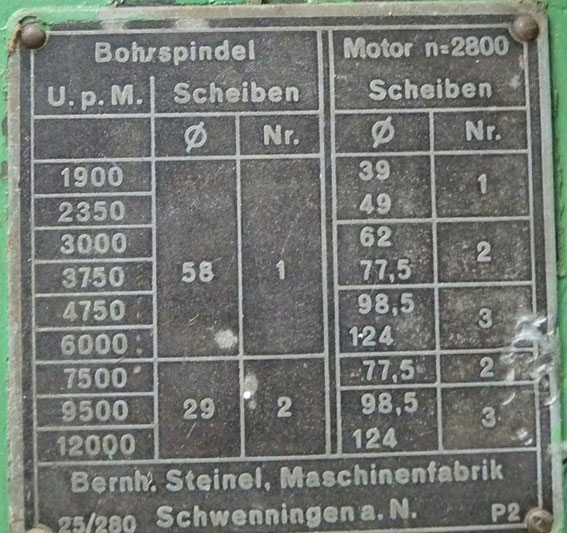 Bohrspindel Motor n=2800
U.p.M. Scheiben Scheiben
Ø Nr. Ø Nr.
1900 39
2350 49 1
3000 62
3750 58 1 77,5 2
4750 98,5
6000 124 3
7500 77,5 2
9500 29 2 98,5
12000 124 3
Bernh. Steinel, Maschinenfabrik
25/280 Schwenningen a. N. P2